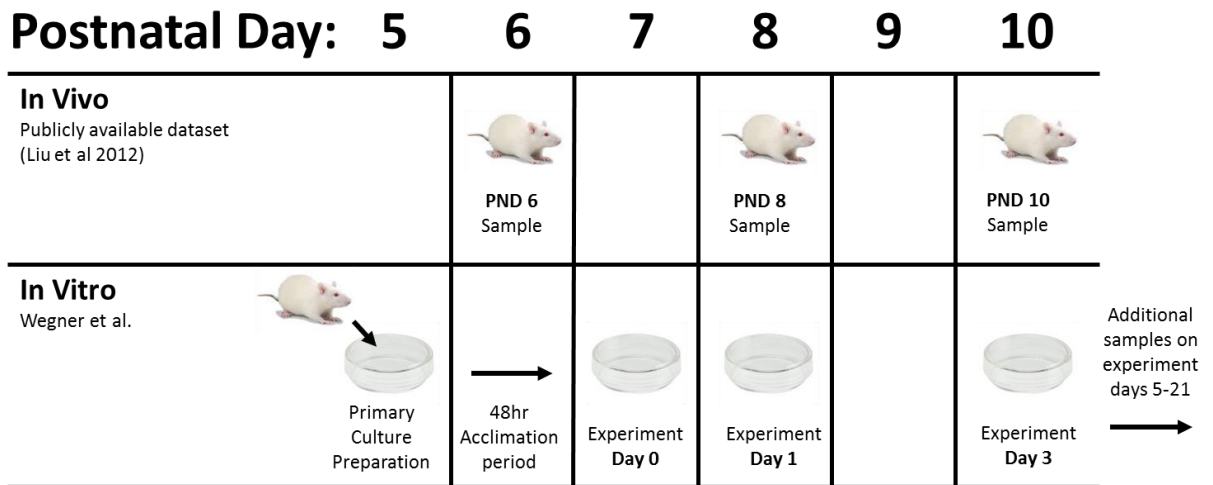 Postnatal Day: 5 6 7 8 9 10
In Vivo
Publicly available dataset
(Liu et al 2012)
PND 6
Sample
PND 8
Sample
PND 10
Sample
In Vitro
Wegner et al.
Primary
Culture
Preparation
48hr
Acclimation
period
Experiment
Day 0
Experiment
Day 1
Experiment
Day 3
Additional
samples on
experiment
days 5-21